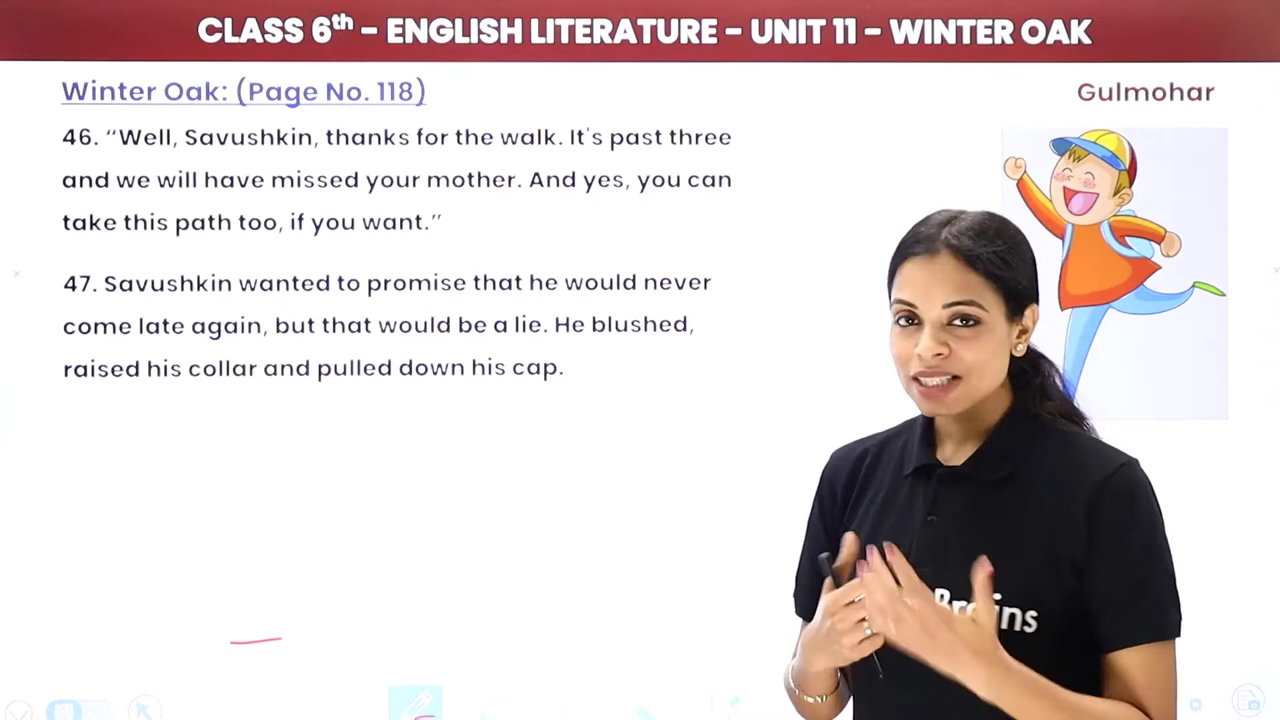 CLASS 6th - ENGLISH LITERATURE - UNIT 11 - WINTER OAK
Winter Oak: (Page No. 118)
Gulmohar
46. "Well, Savushkin, thanks for the walk. It's past three
and we will have missed your mother. And yes, you can
take this path too, if you want."
47. Savushkin wanted to promise that he would never
come late again, but that would be a lie. He blushed,
raised his collar and pulled down his cap.